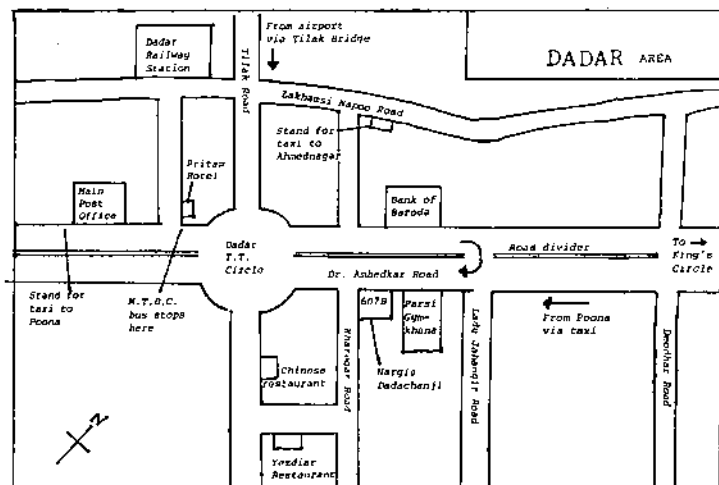 From airport
via Tilak Bridge
Dadar
Railway
Station
Tilak Road
DADAR AREA
Lakhamsi Napoo Road
Stand for
taxi to
Ahmednagar
Pritam
Hotel
Main
Post
Office
Bank of
Baroda
Dadar
T.T.
Circle
Road divider
To
King's
Circle
Dr. Ambedkar Road
Stand for
taxi to
Poona
M.T.D.C.
bus stops
here
607B
Parsi
Gym-
khana
From Poona
via taxi
Nargis
Dadachanji
Chinese
restaurant
Kharegar Road
Lady Jahangir Road
Deodhar Road
N
Yezdiar
Restaurant